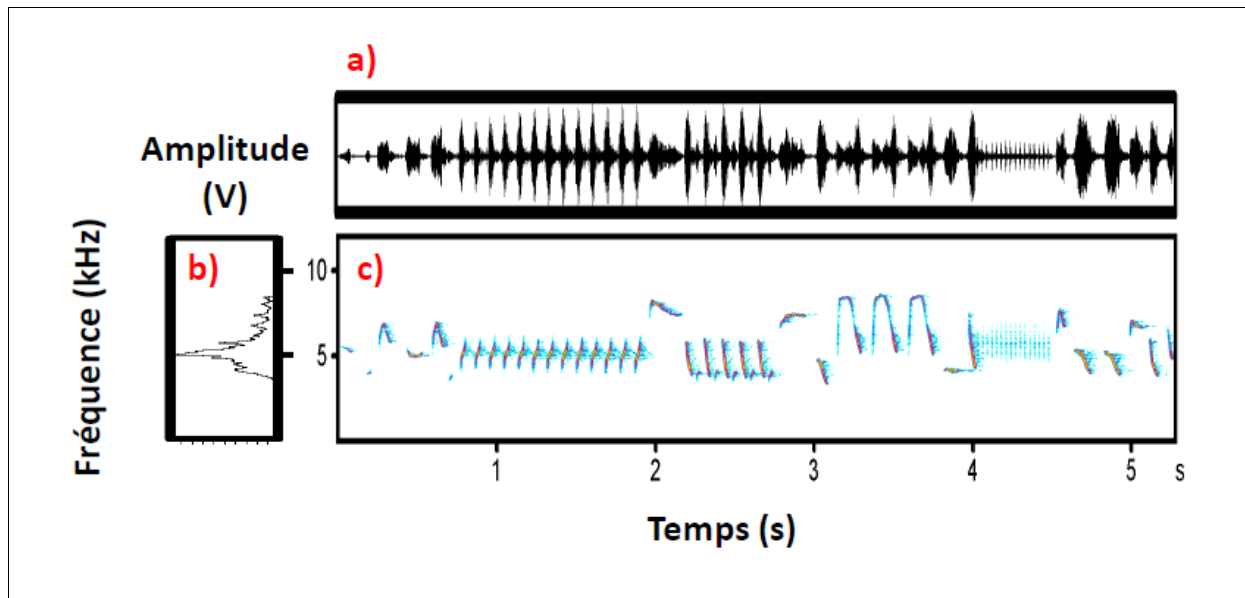 a)
Amplitude
(V)
Fréquence (kHz)
b)
c)
10
5
1
2
3
4
5
s
Temps (s)